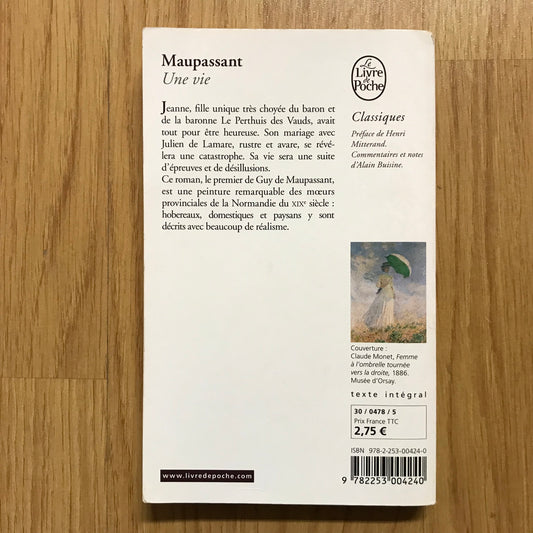 Maupassant
Une vie
Jeanne, fille unique très choyée du baron et
de la baronne Le Perthuis des Vauds, avait
tout pour être heureuse. Son mariage avec
Julien de Lamare, rustre et avare, se révé-
lera une catastrophe. Sa vie sera une suite
d'épreuves et de désillusions.
Ce roman, le premier de Guy de Maupassant,
est une peinture remarquable des mœurs
provinciales de la Normandie du XIXe siècle :
hobereaux, domestiques et paysans y sont
décrits avec beaucoup de réalisme.
Le
Livre
de
Poche
Classiques
Préface de Henri
Mitterand.
Commentaires et notes
d'Alain Buisine.
Couverture :
Claude Monet, Femme
à l'ombrelle tournée
vers la droite, 1886.
Musée d'Orsay.
texte intégral
30 / 0478 / 5
Prix France TTC
2,75 €
ISBN 978-2-253-00424-0
9 782253 004240
www.livredepoche.com